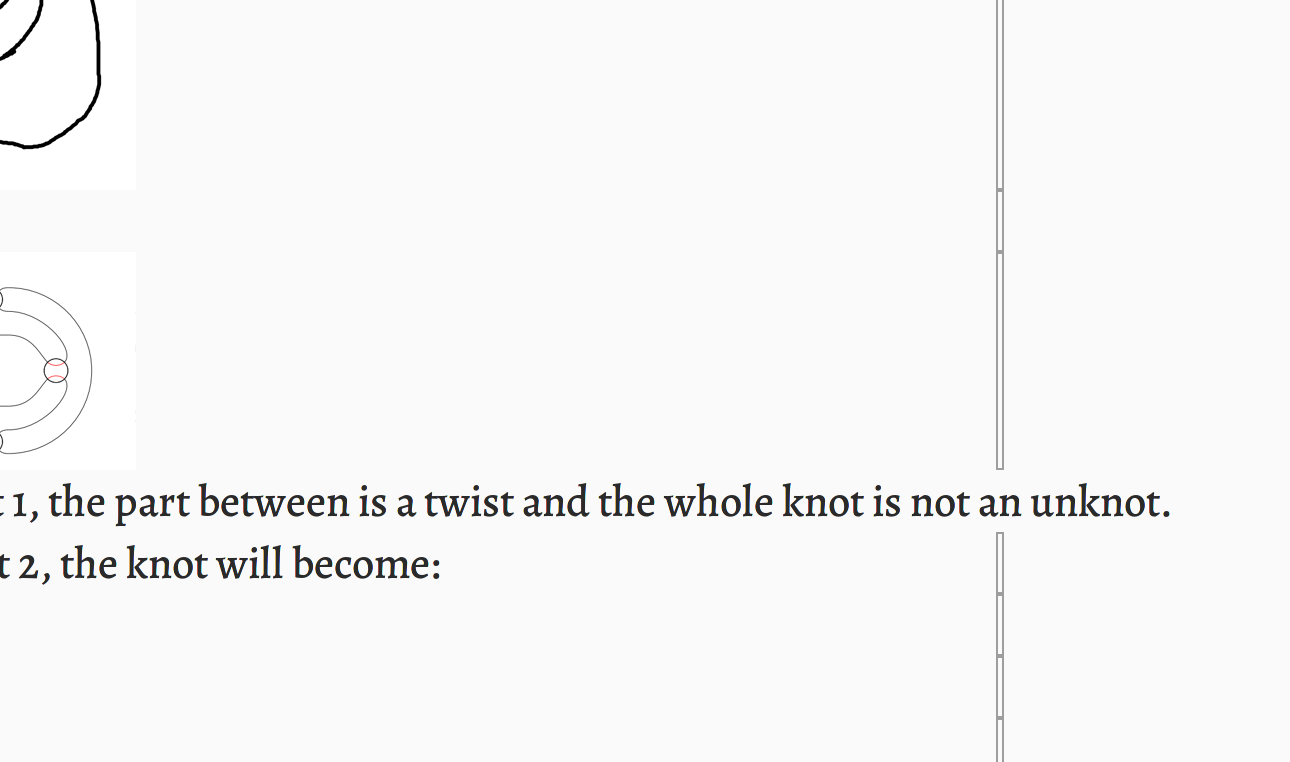 1, the part between is a twist and the whole knot is not an unknot.
2, the knot will become: